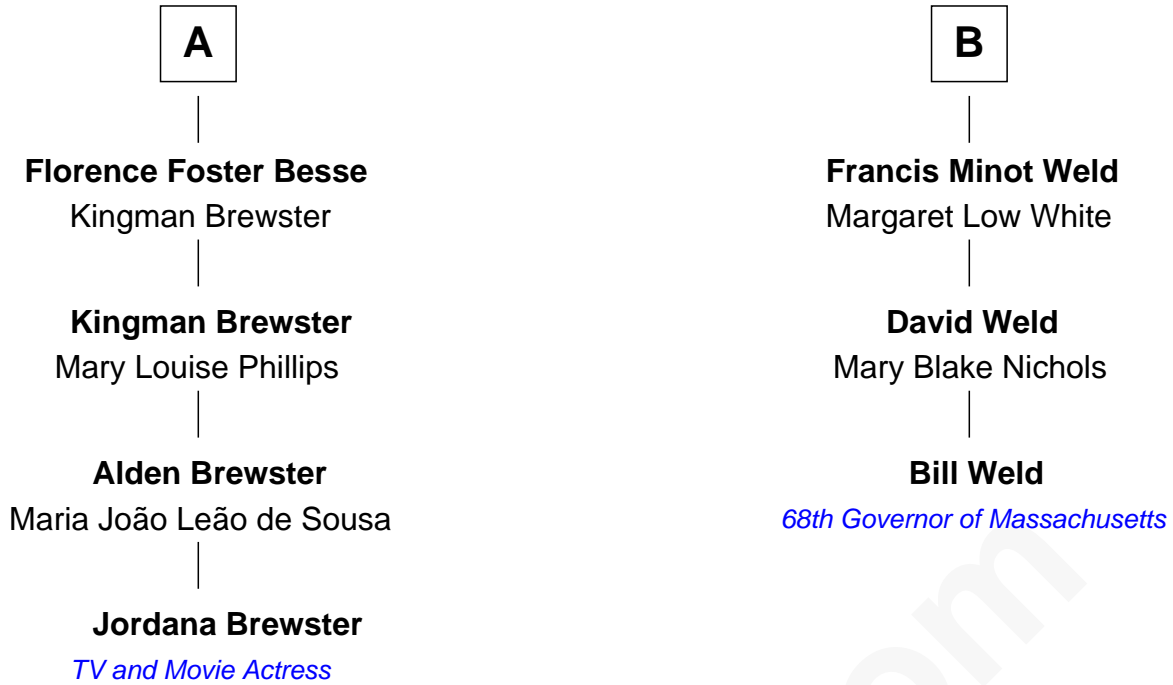 A
Florence Foster Besse
Kingman Brewster
Kingman Brewster
Mary Louise Phillips
Alden Brewster
Maria João Leão de Sousa
Jordana Brewster
TV and Movie Actress
B
Francis Minot Weld
Margaret Low White
David Weld
Mary Blake Nichols
Bill Weld
68th Governor of Massachusetts
om